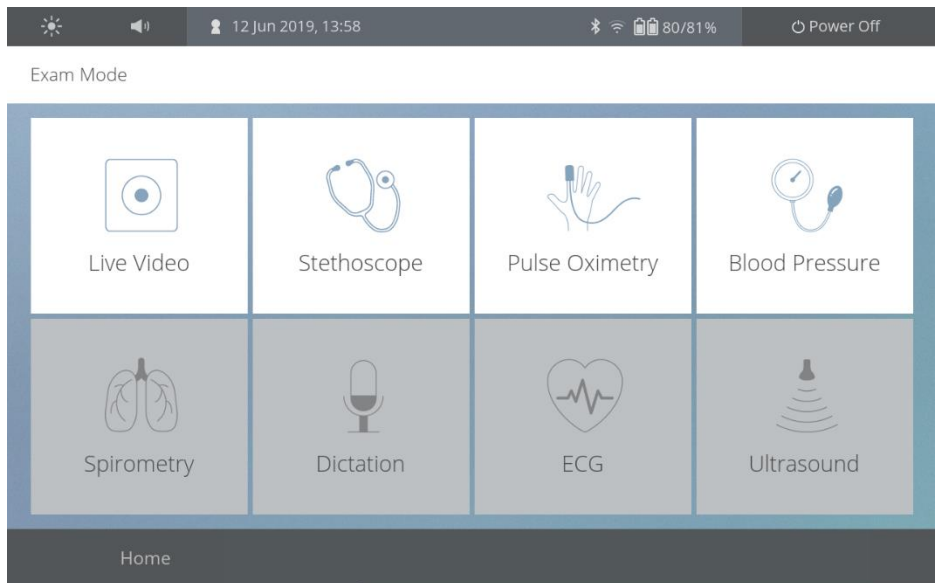 12 Jun 2019, 13:58 80/81% Power Off
Exam Mode
Live Video Stethoscope Pulse Oximetry Blood Pressure
Spirometry Dictation ECG Ultrasound
Home